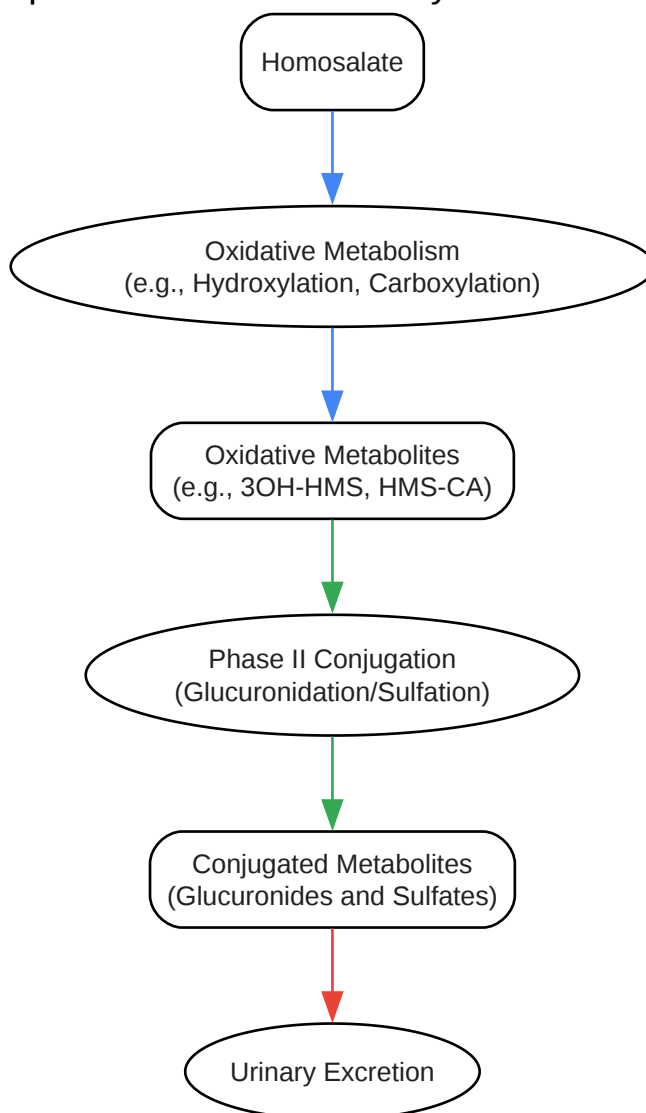 Homosalate
Oxidative Metabolism
(e.g., Hydroxylation, Carboxylation)
Oxidative Metabolites
(e.g., 3OH-HMS, HMS-CA)
Phase II Conjugation
(Glucuronidation/Sulfation)
Conjugated Metabolites
(Glucuronides and Sulfates)
Urinary Excretion